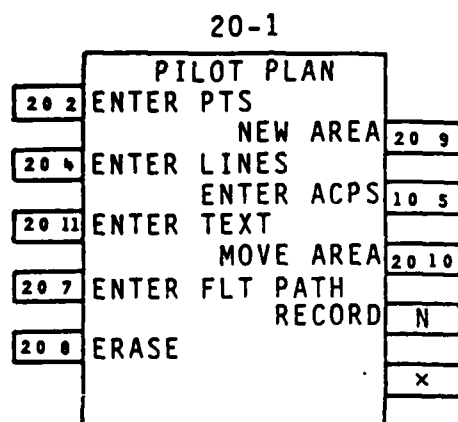 20-1
PILOT PLAN
20 2 ENTER PTS
NEW AREA 20 9
20 4 ENTER LINES
ENTER ACPS 10 5
20 11 ENTER TEXT
MOVE AREA 20 10
20 7 ENTER FLT PATH
RECORD N
20 8 ERASE
×